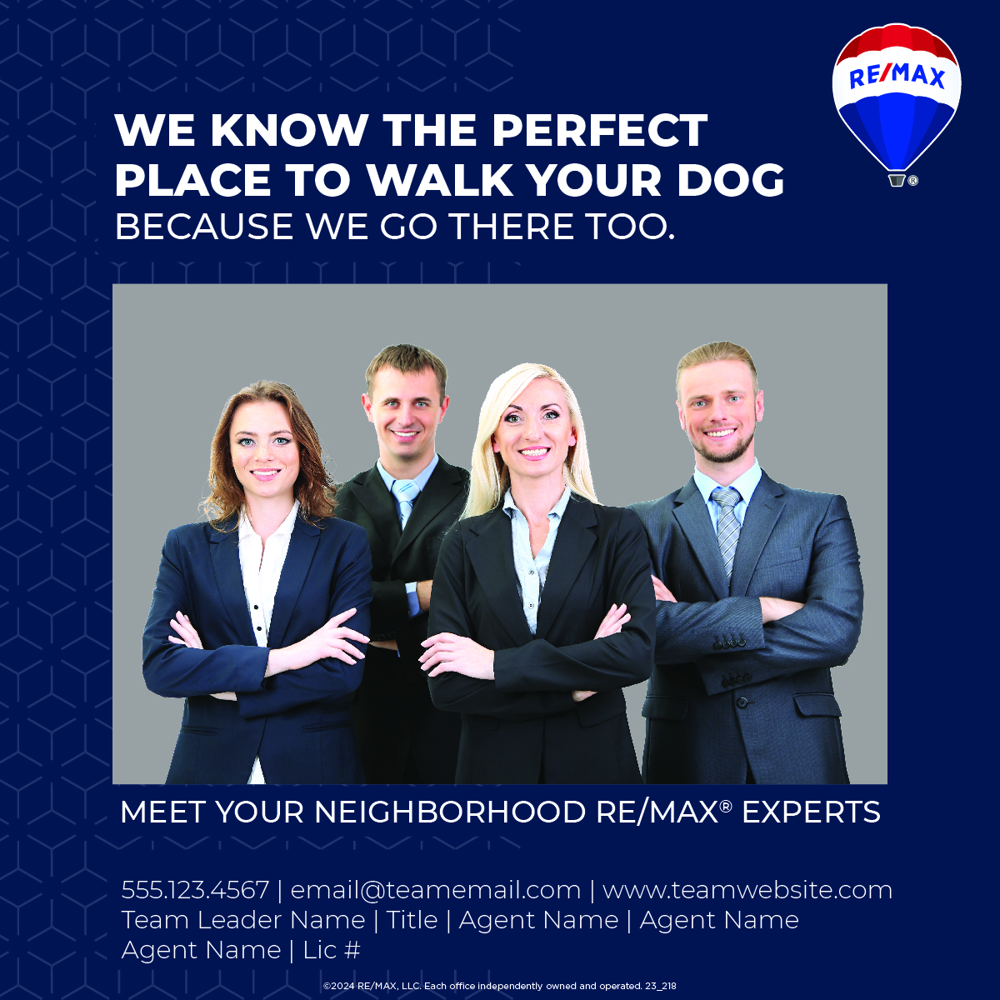 RE/MAX
®
WE KNOW THE PERFECT
PLACE TO WALK YOUR DOG
BECAUSE WE GO THERE TOO.
MEET YOUR NEIGHBORHOOD RE/MAX® EXPERTS
555.123.4567 | email@teamemail.com | www.teamwebsite.com
Team Leader Name | Title | Agent Name | Agent Name
Agent Name | Lic #
©2024 RE/MAX, LLC. Each office independently owned and operated. 23_218